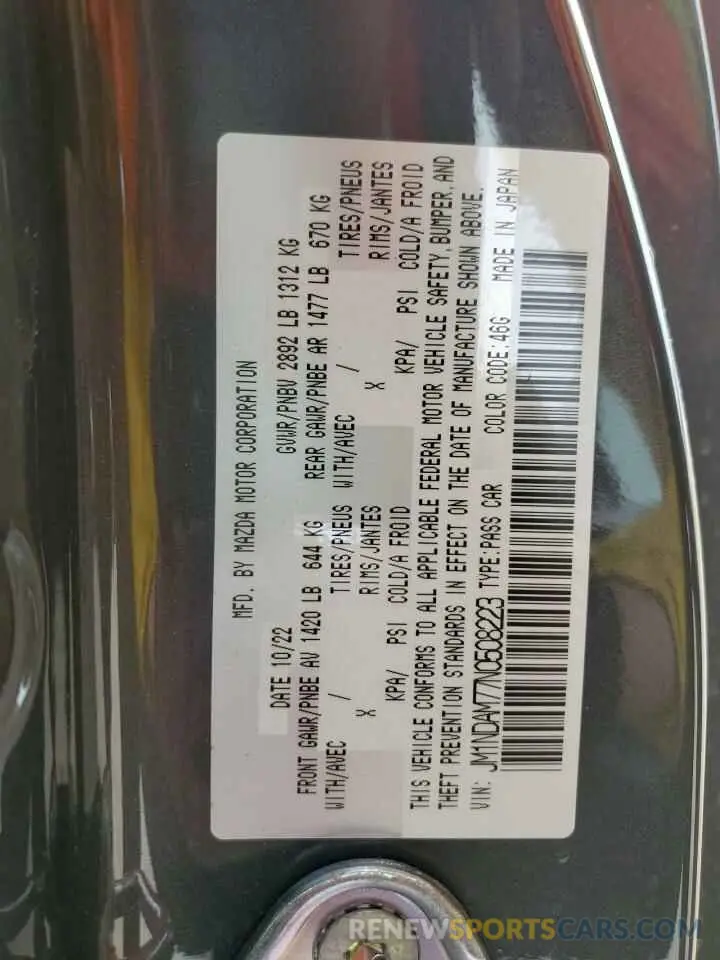 MFD. BY MAZDA MOTOR CORPORATION
DATE 10/22 GVWR/PNBV 2892 LB 1312 KG
FRONT GAWR/PNBE AV 1420 LB 644 KG REAR GAWR/PNBE AR 1477 LB 670 KG
WITH/AVEC / TIRES/PNEUS WITH/AVEC / TIRES/PNEUS
X RIMS/JANTES X RIMS/JANTES
KPA/ PSI COLD/A FROID KPA/ PSI COLD/A FROID
THIS VEHICLE CONFORMS TO ALL APPLICABLE FEDERAL MOTOR VEHICLE SAFETY, BUMPER, AND
THEFT PREVENTION STANDARDS IN EFFECT ON THE DATE OF MANUFACTURE SHOWN ABOVE.
VIN: JM1NDAM77N0508223 TYPE:PASS CAR COLOR CODE:46G MADE IN JAPAN
RENEWSPORTSCARS.COM